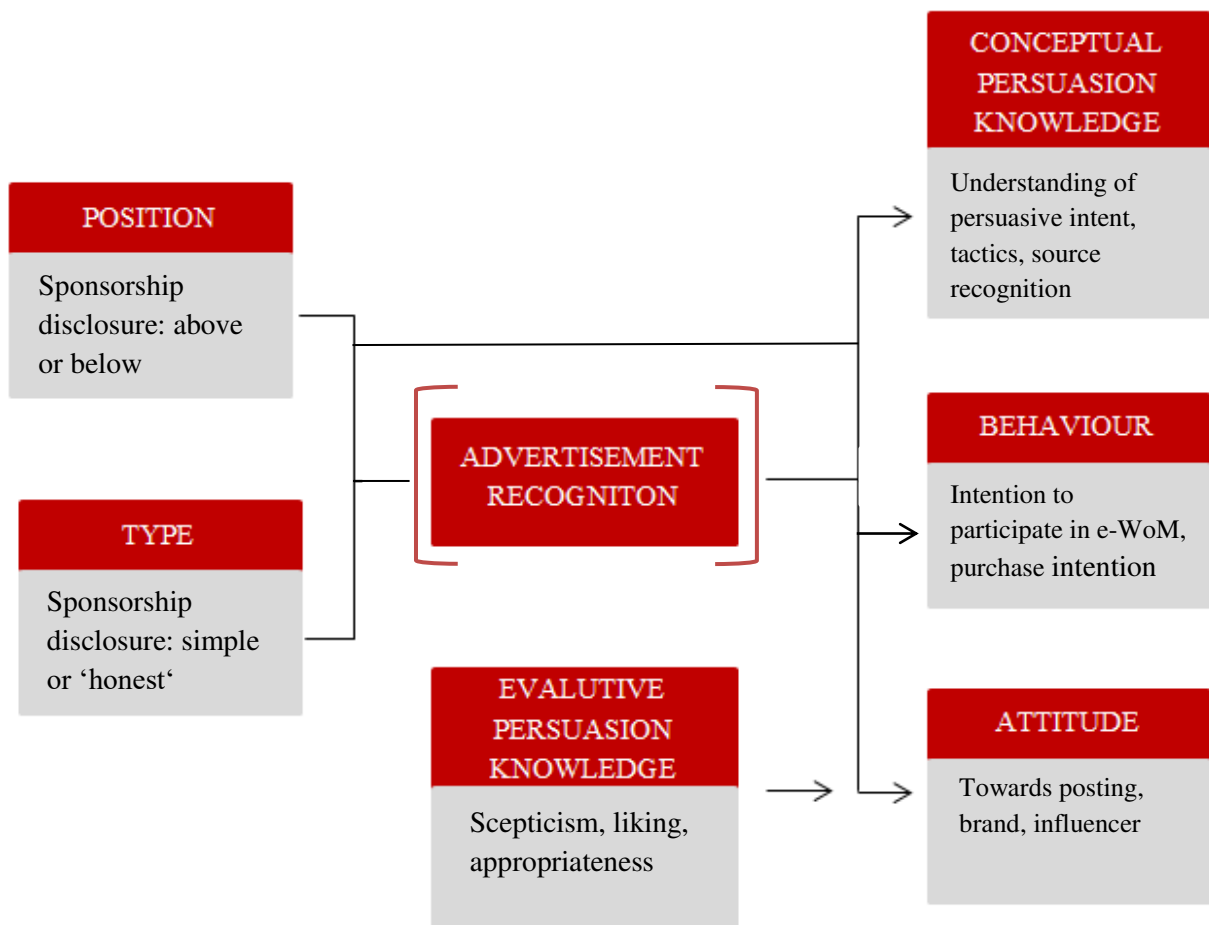 POSITION
Sponsorship
disclosure: above
or below
TYPE
Sponsorship
disclosure: simple
or ‘honest‘
ADVERTISEMENT
RECOGNITON
EVALUTIVE
PERSUASION
KNOWLEDGE
Scepticism, liking,
appropriateness
CONCEPTUAL
PERSUASION
KNOWLEDGE
Understanding of
persuasive intent,
tactics, source
recognition
BEHAVIOUR
Intention to
participate in e-WoM,
purchase intention
ATTITUDE
Towards posting,
brand, influencer